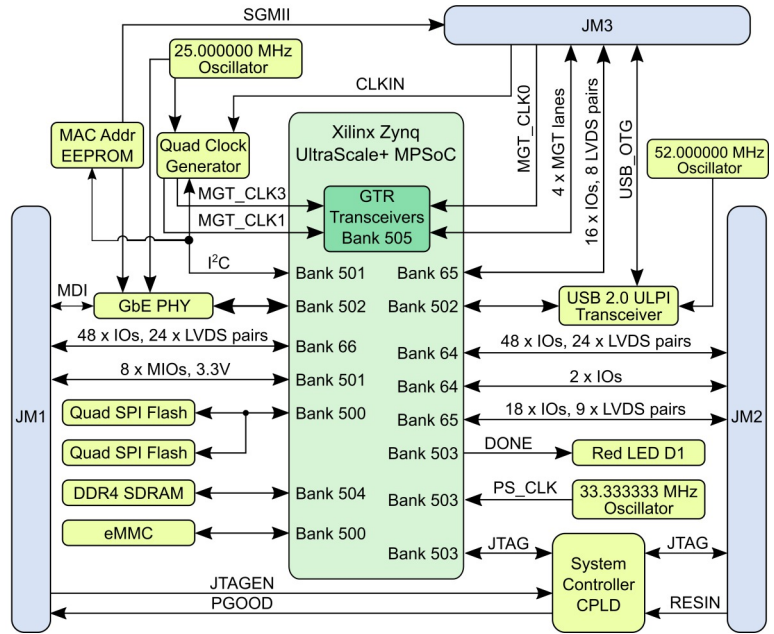 SGMII
JM3
25.000000 MHz
Oscillator
CLKIN
MAC Addr
EEPROM
Quad Clock
Generator
Xilinx Zynq
UltraScale+ MPSoC
MGT_CLK0
4 x MGT lanes
16 x IOs, 8 LVDS pairs
USB_OTG
52.000000 MHz
Oscillator
MGT_CLK3
MGT_CLK1
GTR
Transceivers
Bank 505
I²C
Bank 501
Bank 65
MDI
GbE PHY
Bank 502
Bank 502
USB 2.0 ULPI
Transceiver
48 x IOs, 24 x LVDS pairs
Bank 66
Bank 64
48 x IOs, 24 x LVDS pairs
8 x MIOs, 3.3V
Bank 501
Bank 64
2 x IOs
JM1
Quad SPI Flash
Bank 500
Bank 65
18 x IOs, 9 x LVDS pairs
JM2
Quad SPI Flash
Bank 503
DONE
Red LED D1
DDR4 SDRAM
Bank 504
Bank 503
PS_CLK
33.333333 MHz
Oscillator
eMMC
Bank 500
Bank 503
JTAG
System
Controller
CPLD
JTAG
JTAGEN
PGOOD
RESIN